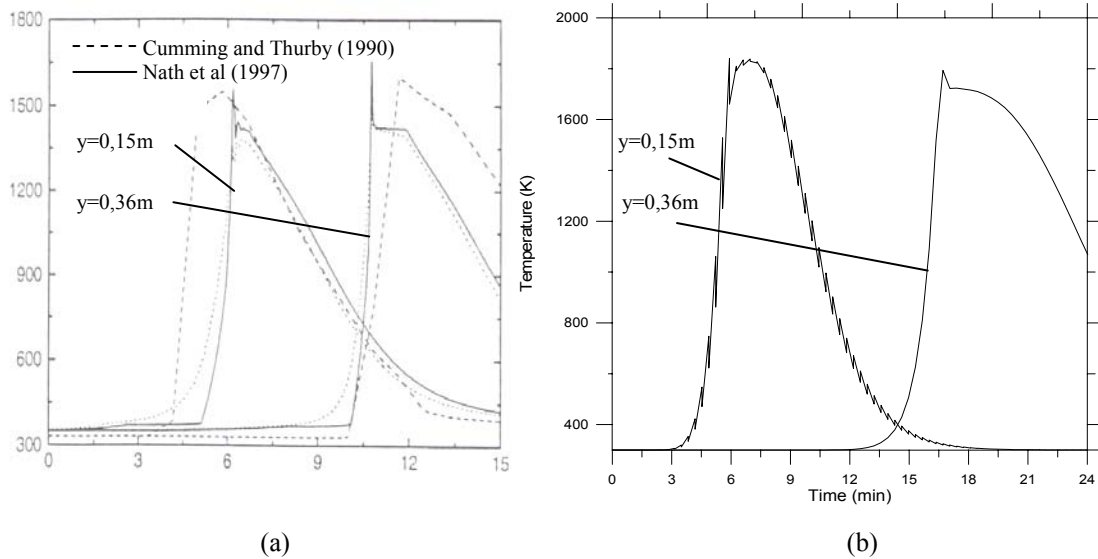 1800
1500
1200
900
600
300
0
3
6
9
12
15
Cumming and Thurby (1990)
Nath et al (1997)
y=0,15m
y=0,36m
(a)
2000
1600
1200
800
400
Temperature (K)
0
3
6
9
12
15
18
21
24
Time (min)
y=0,15m
y=0,36m
(b)